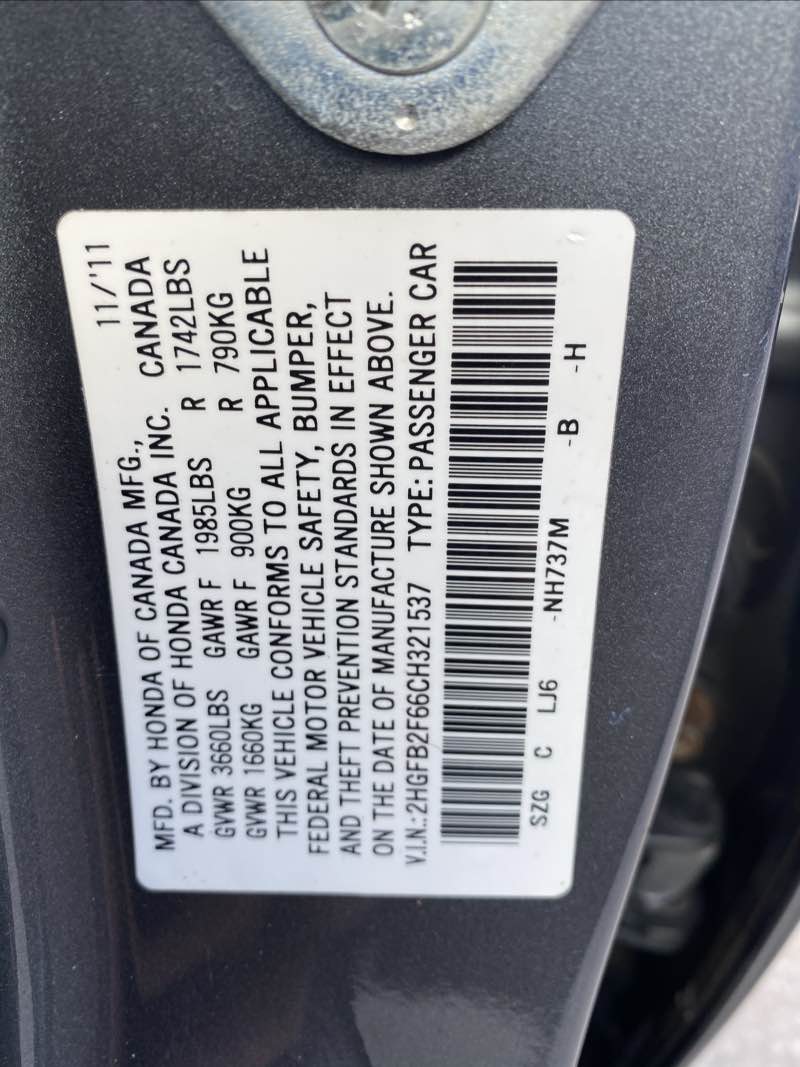 11/'11
MFD. BY HONDA OF CANADA MFG.,
A DIVISION OF HONDA CANADA INC. CANADA
GVWR 3660LBS GAWR F 1985LBS R 1742LBS
GVWR 1660KG GAWR F 900KG R 790KG
THIS VEHICLE CONFORMS TO ALL APPLICABLE
FEDERAL MOTOR VEHICLE SAFETY, BUMPER,
AND THEFT PREVENTION STANDARDS IN EFFECT
ON THE DATE OF MANUFACTURE SHOWN ABOVE.
V.I.N.: 2HGFB2F66CH321537 TYPE: PASSENGER CAR
SZG C LJ6 -NH737M -B -H